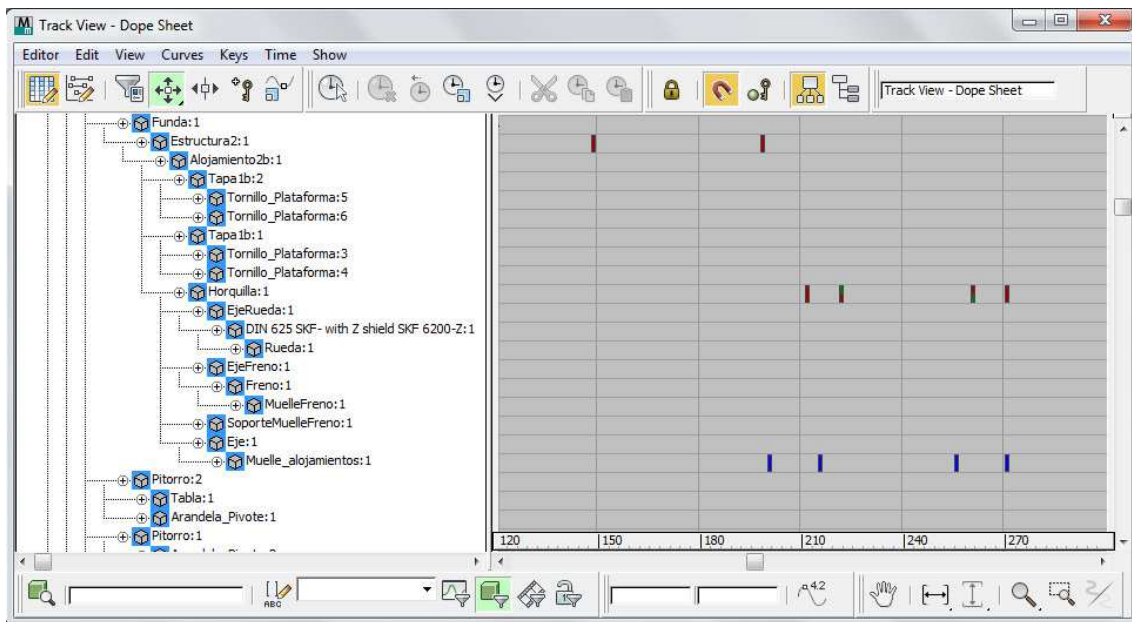 Track View - Dope Sheet
Editor Edit View Curves Keys Time Show
Track View - Dope Sheet
Funda:1
Estructura2:1
Alojamiento2b:1
Tapa1b:2
Tornillo_Plataforma:5
Tornillo_Plataforma:6
Tapa1b:1
Tornillo_Plataforma:3
Tornillo_Plataforma:4
Horquilla:1
EjeRueda:1
DIN 625 SKF- with Z shield SKF 6200-Z:1
Rueda:1
EjeFreno:1
Freno:1
MuelleFreno:1
SoporteMuelleFreno:1
Eje:1
Muelle_alojamientos:1
Pitorro:2
Tabla:1
Arandela_Pivote:1
Pitorro:1
120 150 180 210 240 270
ABC
4.2